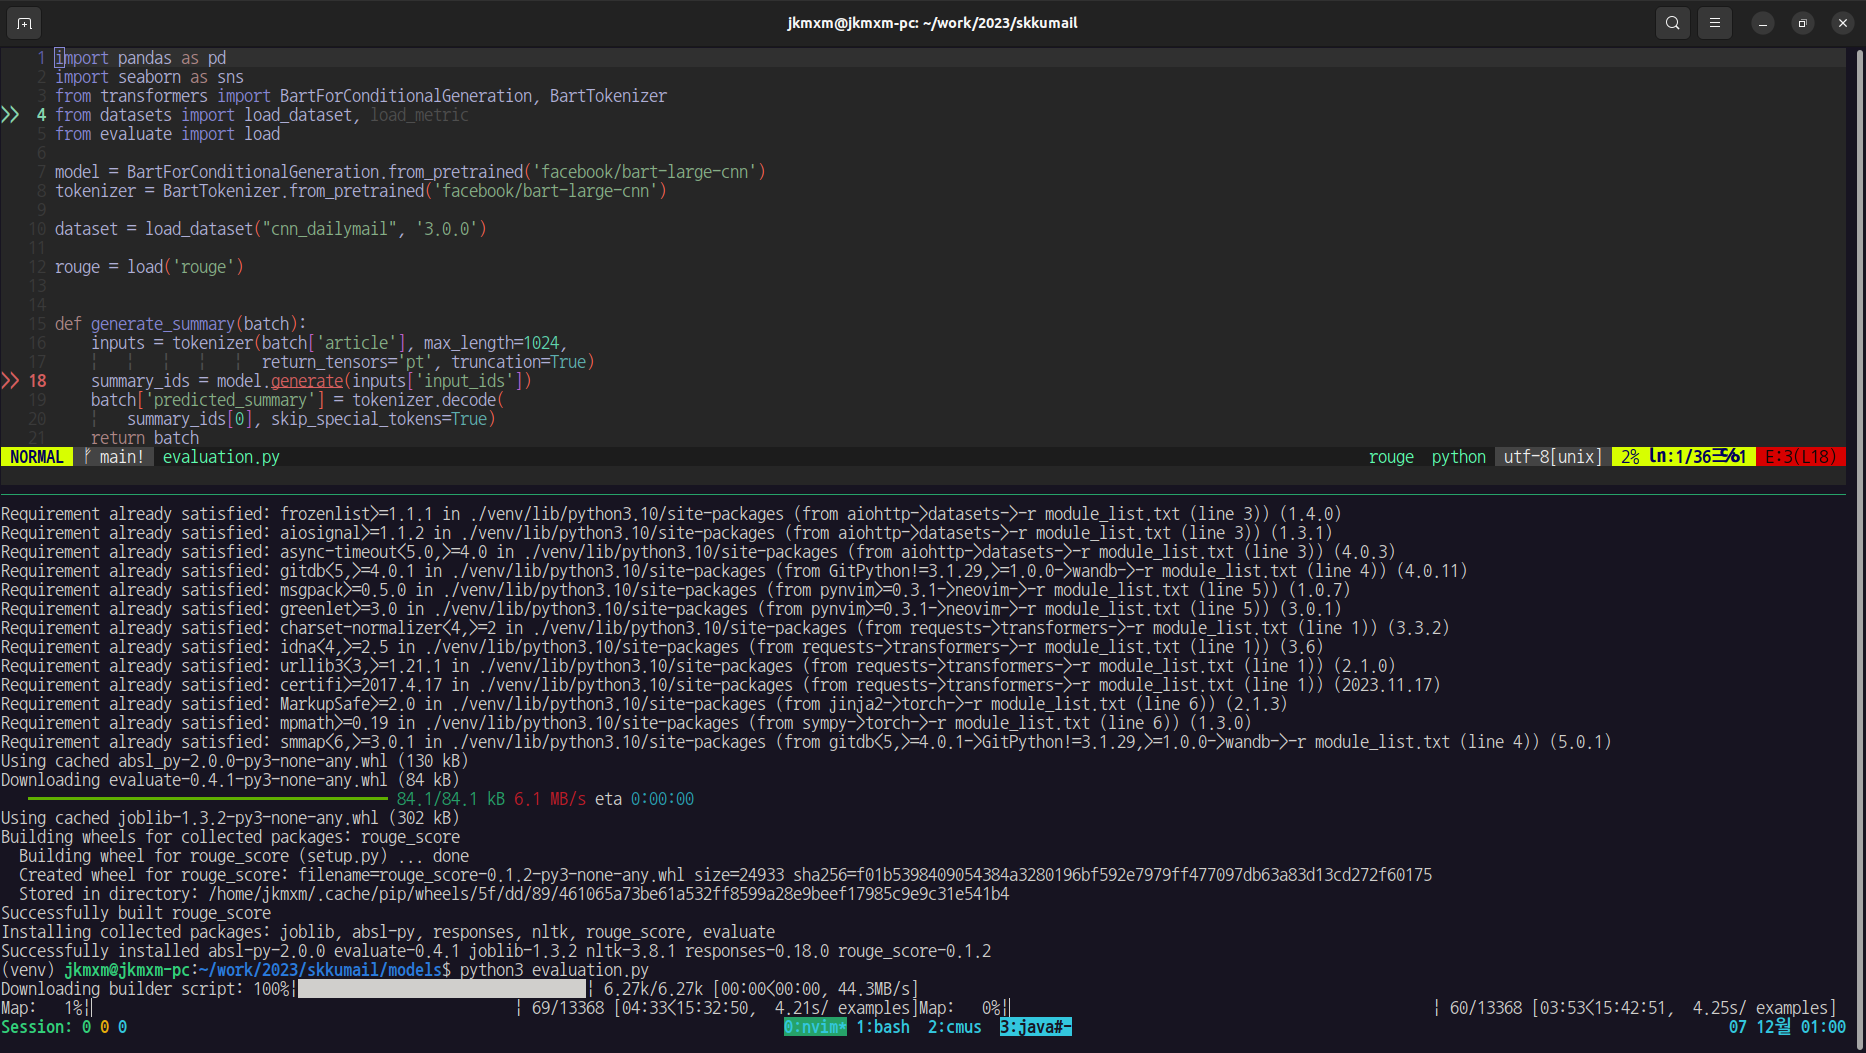 jkmxm@jkmxm-pc: ~/work/2023/skkumail
1 import pandas as pd
2 import seaborn as sns
3 from transformers import BartForConditionalGeneration, BartTokenizer
>> 4 from datasets import load_dataset, load_metric
5 from evaluate import load
6
7 model = BartForConditionalGeneration.from_pretrained('facebook/bart-large-cnn')
8 tokenizer = BartTokenizer.from_pretrained('facebook/bart-large-cnn')
9
10 dataset = load_dataset("cnn_dailymail", '3.0.0')
11
12 rouge = load('rouge')
13
14
15 def generate_summary(batch):
16     inputs = tokenizer(batch['article'], max_length=1024,
17     ¦   ¦   ¦   ¦   ¦  return_tensors='pt', truncation=True)
>> 18     summary_ids = model.generate(inputs['input_ids'])
19     batch['predicted_summary'] = tokenizer.decode(
20     ¦   summary_ids[0], skip_special_tokens=True)
21     return batch
NORMAL main! evaluation.py rouge python utf-8[unix] 2% ln:1/36 ℅:1 E:3(L18)
Requirement already satisfied: frozenlist>=1.1.1 in ./venv/lib/python3.10/site-packages (from aiohttp->datasets->-r module_list.txt (line 3)) (1.4.0)
Requirement already satisfied: aiosignal>=1.1.2 in ./venv/lib/python3.10/site-packages (from aiohttp->datasets->-r module_list.txt (line 3)) (1.3.1)
Requirement already satisfied: async-timeout<5.0,>=4.0 in ./venv/lib/python3.10/site-packages (from aiohttp->datasets->-r module_list.txt (line 3)) (4.0.3)
Requirement already satisfied: gitdb<5,>=4.0.1 in ./venv/lib/python3.10/site-packages (from GitPython!=3.1.29,>=1.0.0->wandb->-r module_list.txt (line 4)) (4.0.11)
Requirement already satisfied: msgpack>=0.5.0 in ./venv/lib/python3.10/site-packages (from pynvim>=0.3.1->neovim->-r module_list.txt (line 5)) (1.0.7)
Requirement already satisfied: greenlet>=3.0 in ./venv/lib/python3.10/site-packages (from pynvim>=0.3.1->neovim->-r module_list.txt (line 5)) (3.0.1)
Requirement already satisfied: charset-normalizer<4,>=2 in ./venv/lib/python3.10/site-packages (from requests->transformers->-r module_list.txt (line 1)) (3.3.2)
Requirement already satisfied: idna<4,>=2.5 in ./venv/lib/python3.10/site-packages (from requests->transformers->-r module_list.txt (line 1)) (3.6)
Requirement already satisfied: urllib3<3,>=1.21.1 in ./venv/lib/python3.10/site-packages (from requests->transformers->-r module_list.txt (line 1)) (2.1.0)
Requirement already satisfied: certifi>=2017.4.17 in ./venv/lib/python3.10/site-packages (from requests->transformers->-r module_list.txt (line 1)) (2023.11.17)
Requirement already satisfied: MarkupSafe>=2.0 in ./venv/lib/python3.10/site-packages (from jinja2->torch->-r module_list.txt (line 6)) (2.1.3)
Requirement already satisfied: mpmath>=0.19 in ./venv/lib/python3.10/site-packages (from sympy->torch->-r module_list.txt (line 6)) (1.3.0)
Requirement already satisfied: smmap<6,>=3.0.1 in ./venv/lib/python3.10/site-packages (from gitdb<5,>=4.0.1->GitPython!=3.1.29,>=1.0.0->wandb->-r module_list.txt (line 4)) (5.0.1)
Using cached absl_py-2.0.0-py3-none-any.whl (130 kB)
Downloading evaluate-0.4.1-py3-none-any.whl (84 kB)
84.1/84.1 kB 6.1 MB/s eta 0:00:00
Using cached joblib-1.3.2-py3-none-any.whl (302 kB)
Building wheels for collected packages: rouge_score
  Building wheel for rouge_score (setup.py) ... done
  Created wheel for rouge_score: filename=rouge_score-0.1.2-py3-none-any.whl size=24933 sha256=f01b5398409054384a3280196bf592e7979ff477097db63a83d13cd272f60175
  Stored in directory: /home/jkmxm/.cache/pip/wheels/5f/dd/89/461065a73be61a532ff8599a28e9beef17985c9e9c31e541b4
Successfully built rouge_score
Installing collected packages: joblib, absl-py, responses, nltk, rouge_score, evaluate
Successfully installed absl-py-2.0.0 evaluate-0.4.1 joblib-1.3.2 nltk-3.8.1 responses-0.18.0 rouge_score-0.1.2
(venv) jkmxm@jkmxm-pc:~/work/2023/skkumail/models$ python3 evaluation.py
Downloading builder script: 100%¦ ¦ 6.27k/6.27k [00:00<00:00, 44.3MB/s]
Map:   1%¦ ¦ 69/13368 [04:33<15:32:50,  4.21s/ examples]Map:   0%¦ ¦ 60/13368 [03:53<15:42:51,  4.25s/ examples]
Session: 0 0 0 0:nvim* 1:bash 2:cmus 3:java#- 07 12월 01:00